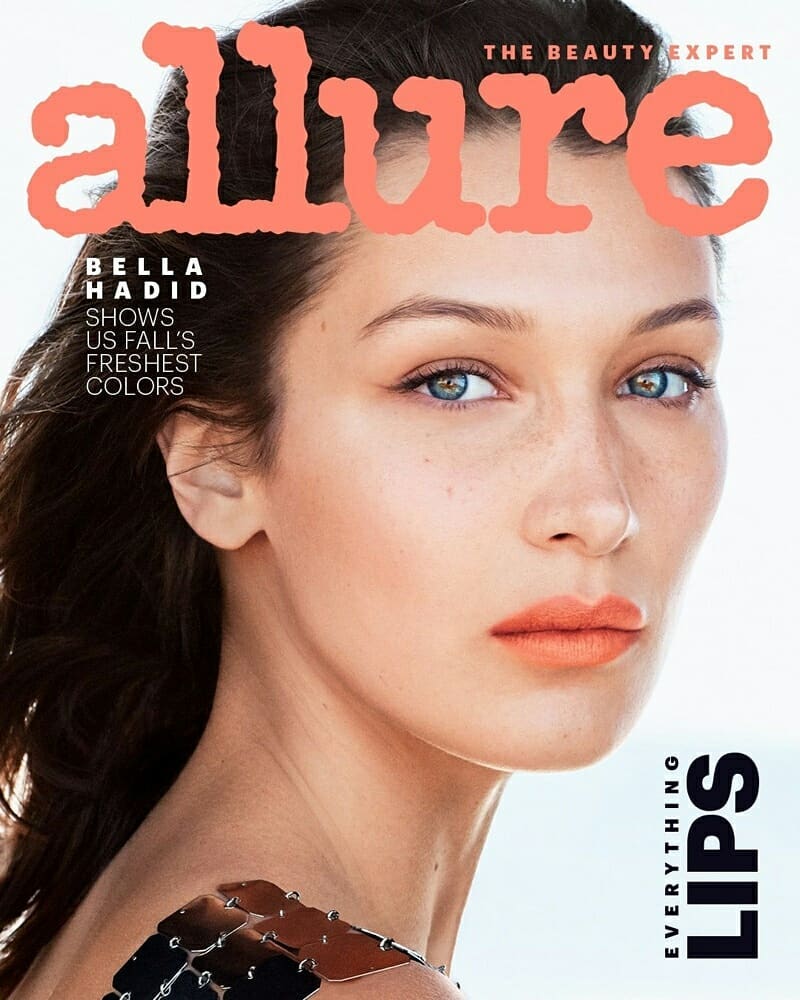 THE BEAUTY EXPERT
allure
BELLA
HADID
SHOWS
US FALL'S
FRESHEST
COLORS
EVERYTHING
LIPS